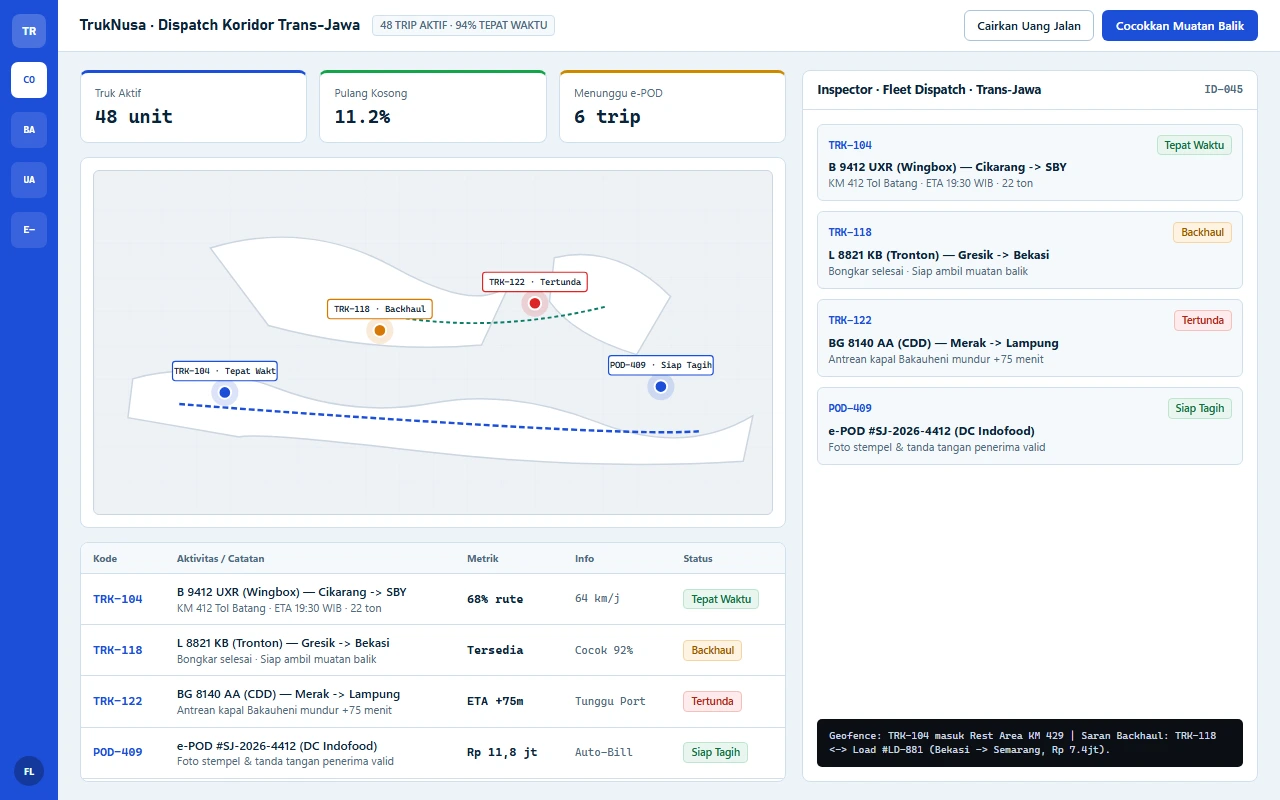 TR
CO
BA
UA
E—
FL
TrukNusa · Dispatch Koridor Trans-Jawa
48 TRIP AKTIF · 94% TEPAT WAKTU
Cairkan Uang Jalan
Cocokkan Muatan Balik
Truk Aktif
48 unit
Pulang Kosong
11.2%
Menunggu e-POD
6 trip
TRK-122 · Tertunda
TRK-118 · Backhaul
TRK-104 · Tepat Wakt
POD-409 · Siap Tagih
Kode Aktivitas / Catatan Metrik Info Status
TRK-104 B 9412 UXR (Wingbox) — Cikarang -> SBY 68% rute 64 km/j Tepat Waktu
KM 412 Tol Batang · ETA 19:30 WIB · 22 ton
TRK-118 L 8821 KB (Tronton) — Gresik -> Bekasi Tersedia Cocok 92% Backhaul
Bongkar selesai · Siap ambil muatan balik
TRK-122 BG 8140 AA (CDD) — Merak -> Lampung ETA +75m Tunggu Port Tertunda
Antrean kapal Bakauheni mundur +75 menit
POD-409 e-POD #SJ-2026-4412 (DC Indofood) Rp 11,8 jt Auto-Bill Siap Tagih
Foto stempel & tanda tangan penerima valid
Inspector · Fleet Dispatch · Trans-Jawa ID-045
TRK-104 Tepat Waktu
B 9412 UXR (Wingbox) — Cikarang -> SBY
KM 412 Tol Batang · ETA 19:30 WIB · 22 ton
TRK-118 Backhaul
L 8821 KB (Tronton) — Gresik -> Bekasi
Bongkar selesai · Siap ambil muatan balik
TRK-122 Tertunda
BG 8140 AA (CDD) — Merak -> Lampung
Antrean kapal Bakauheni mundur +75 menit
POD-409 Siap Tagih
e-POD #SJ-2026-4412 (DC Indofood)
Foto stempel & tanda tangan penerima valid
Geofence: TRK-104 masuk Rest Area KM 429 | Saran Backhaul: TRK-118
<-> Load #LD-881 (Bekasi -> Semarang, Rp 7.4jt).